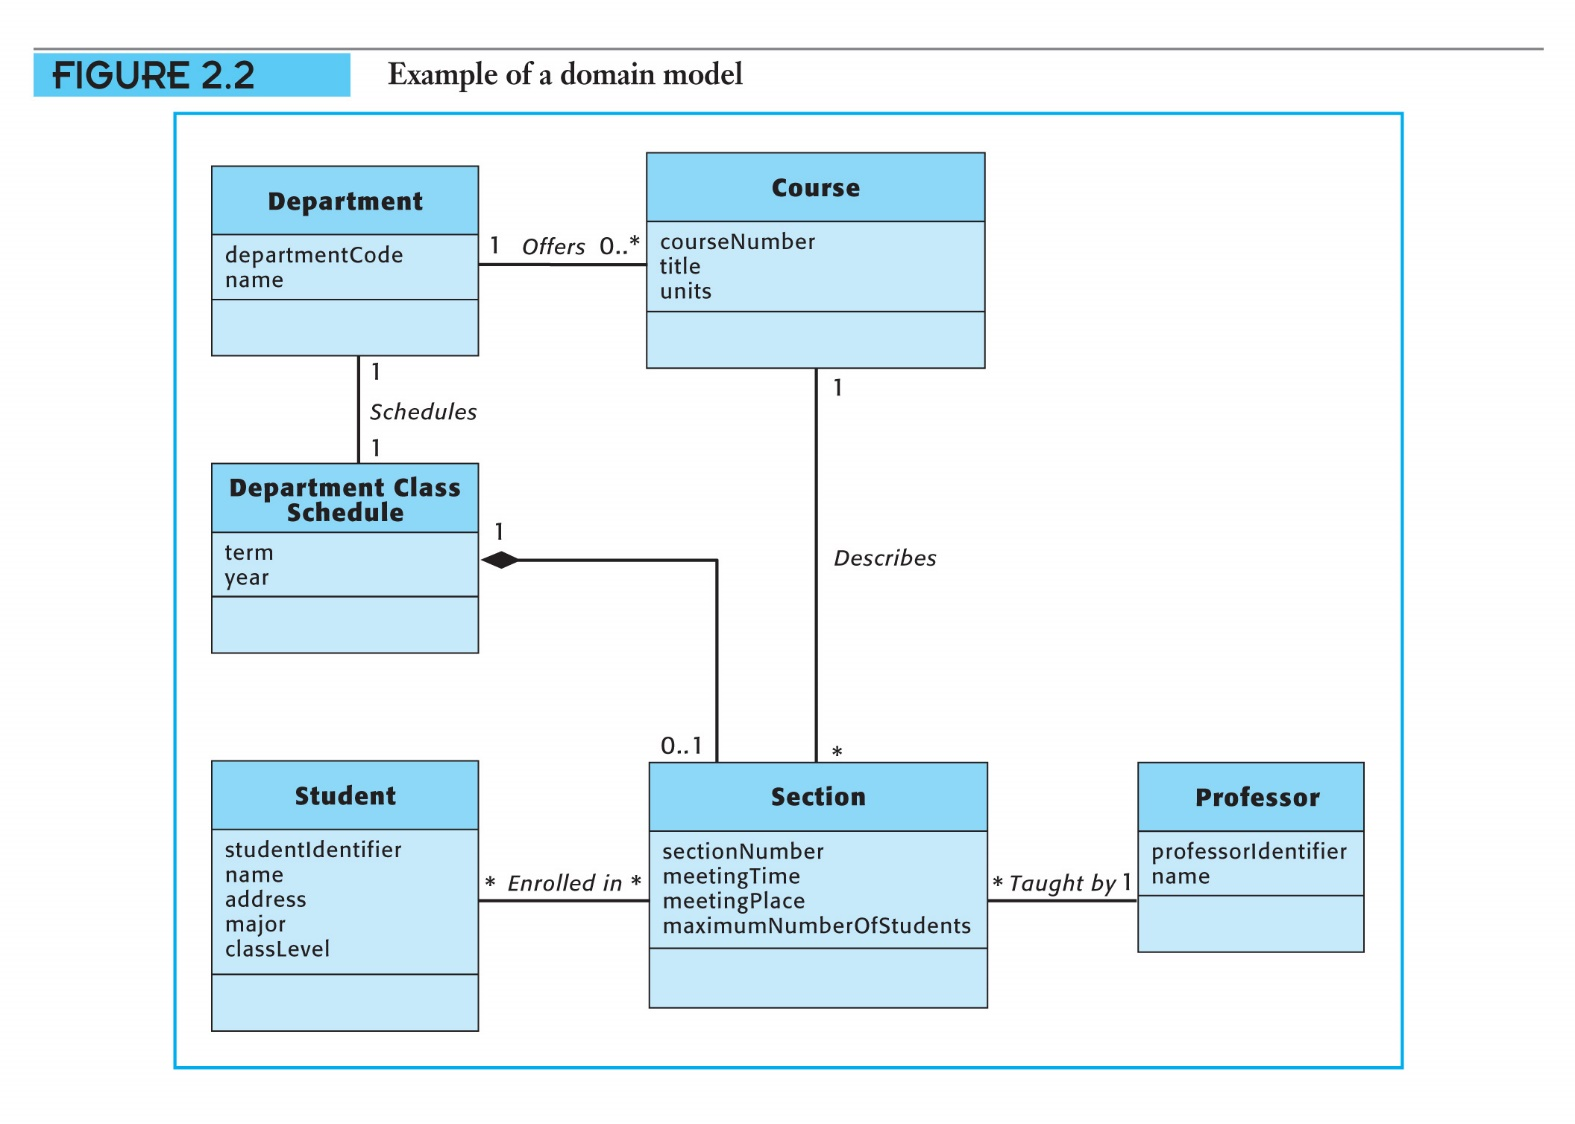 FIGURE 2.2
Example of a domain model
Department
departmentCode
name
1 Offers 0..*
Course
courseNumber
title
units
1
Schedules
1
1
Describes
Department Class
Schedule
term
year
1
0..1
*
Student
studentIdentifier
name
address
major
classLevel
* Enrolled in *
Section
sectionNumber
meetingTime
meetingPlace
maximumNumberOfStudents
* Taught by 1
Professor
professorIdentifier
name